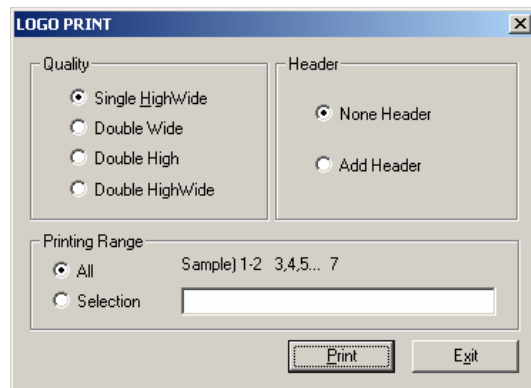 LOGO PRINT
Quality
Single HighWide
Double Wide
Double High
Double HighWide
Header
None Header
Add Header
Printing Range
All
Sample) 1-2 3,4,5... 7
Selection
Print
Exit